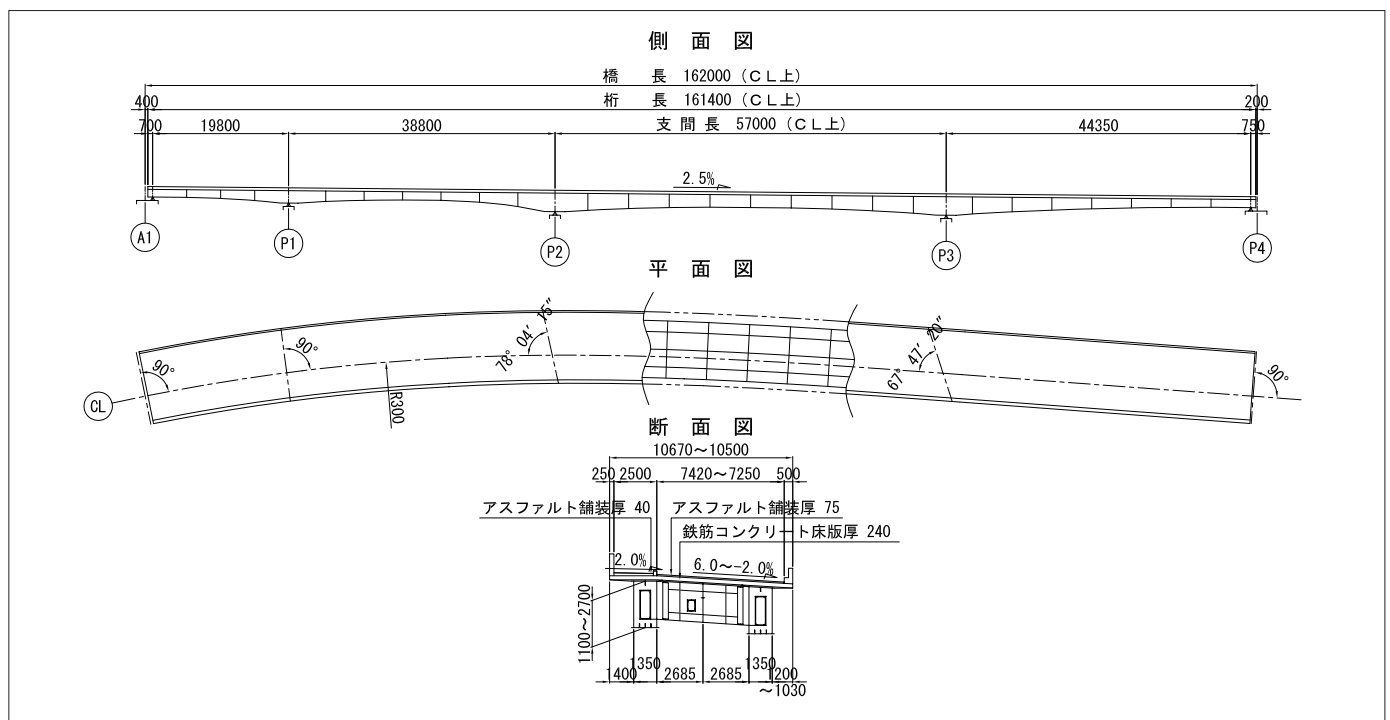 側 面 図
橋 長 162000 (CL上)
400 桁 長 161400 (CL上) 200
700 19800 38800 支 間 長 57000 (CL上) 44350 750
2.5%
A1 P1 P2 P3 P4
平 面 図
90° 90° 78° 04′ 15″ 67° 47′ 20″ 90°
CL R300
断 面 図
10670~10500
250 2500 7420~7250 500
アスファルト舗装厚 40 アスファルト舗装厚 75
鉄筋コンクリート床版厚 240
2.0% 6.0~-2.0%
1100~2700
1350 1350
1400 2685 2685 1200
~1030